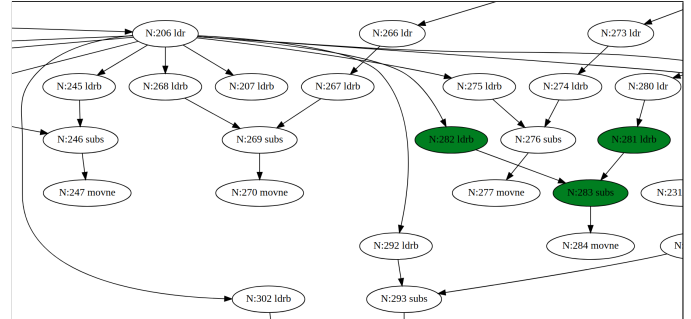 N:206 ldr
N:266 ldr
N:273 ldr
N:245 ldrb
N:268 ldrb
N:207 ldrb
N:267 ldrb
N:275 ldrb
N:274 ldrb
N:280 ldr
N:246 subs
N:269 subs
N:282 ldrb
N:276 subs
N:281 ldrb
N:247 movne
N:270 movne
N:277 movne
N:283 subs
N:231
N:292 ldrb
N:284 movne
N:302 ldrb
N:293 subs